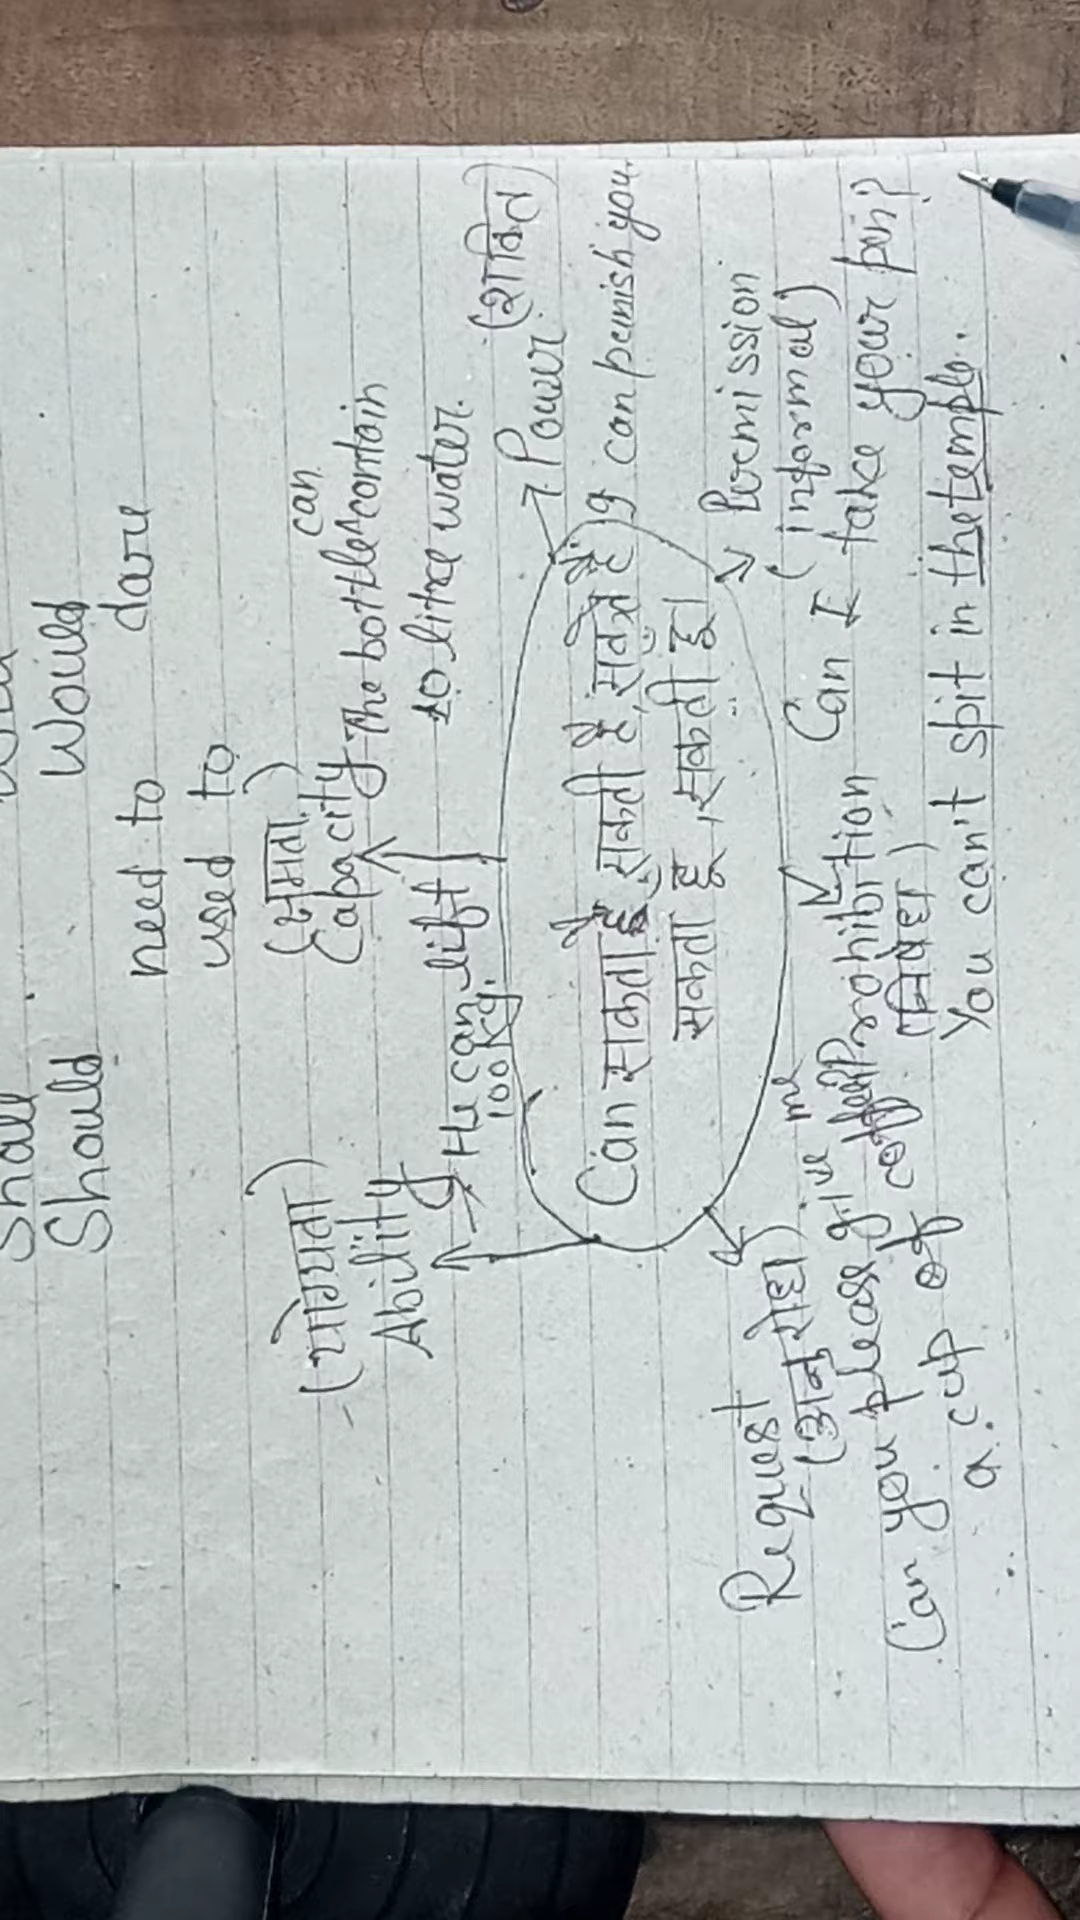 Shall
Should would
need to dare
used to
(योग्यता)
Ability
He can lift
100 kg.
(क्षमता)
Capacity
The bottle can contain
10 litre water.
Power (शक्ति)
I can punish you.
Can सकता है, सकती है, सकते हैं
सकता हूँ, सकती हूँ।
Permission
(informal)
Can I take your pen?
Prohibition
(निषेध)
You can't spit in the temple.
Request
(अनुरोध)
Can you please give me
a cup of coffee?